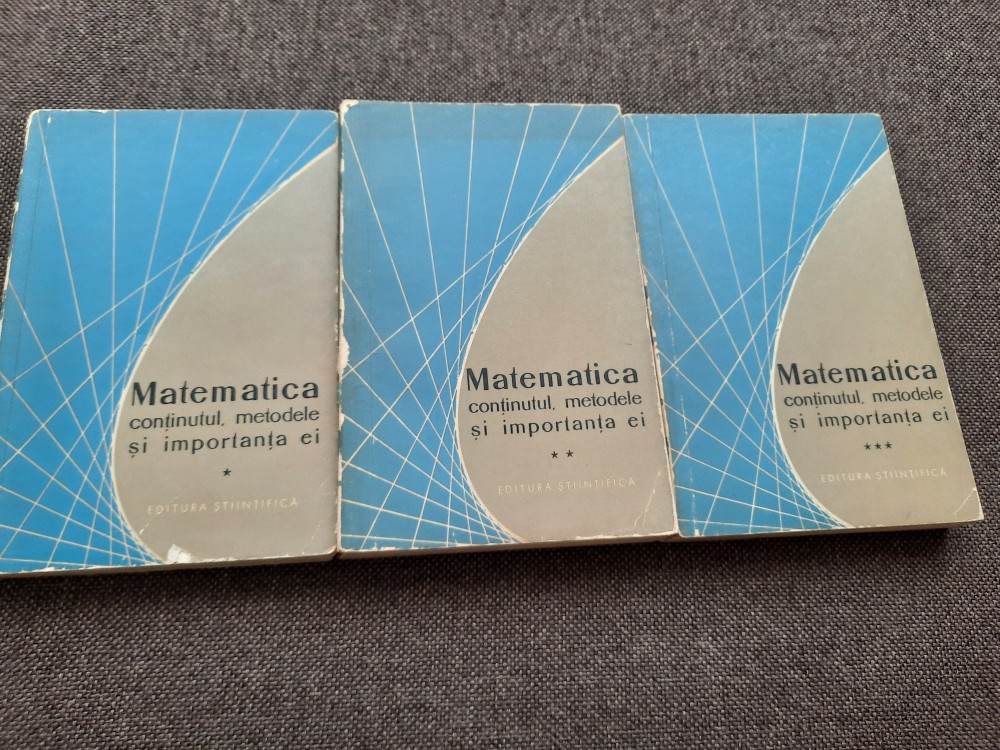 Matematica
conținutul, metodele
și importanța ei
*
EDITURA ȘTIINȚIFICĂ
Matematica
conținutul, metodele
și importanța ei
* *
EDITURA ȘTIINȚIFICĂ
Matematica
conținutul, metodele
și importanța ei
* * *
EDITURA ȘTIINȚIFICĂ